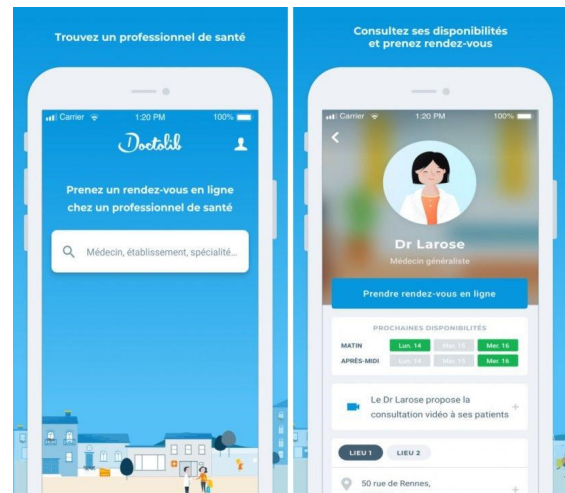 Trouvez un professionnel de santé
Carrier 1:20 PM 100%
Doctolib
Prenez un rendez-vous en ligne
chez un professionnel de santé
Médecin, établissement, spécialité...
Consultez ses disponibilités
et prenez rendez-vous
Carrier 1:20 PM 100%
Dr Larose
Médecin généraliste
Prendre rendez-vous en ligne
PROCHAINES DISPONIBILITÉS
MATIN Lun. 14 Mar. 15 Mer. 16
APRÈS-MIDI Lun. 14 Mar. 15 Mer. 16
Le Dr Larose propose la
consultation vidéo à ses patients
LIEU 1 LIEU 2
50 rue de Rennes,